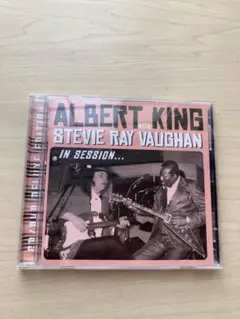 ALBERT KING
WITH
STEVIE RAY VAUGHAN
IN SESSION...